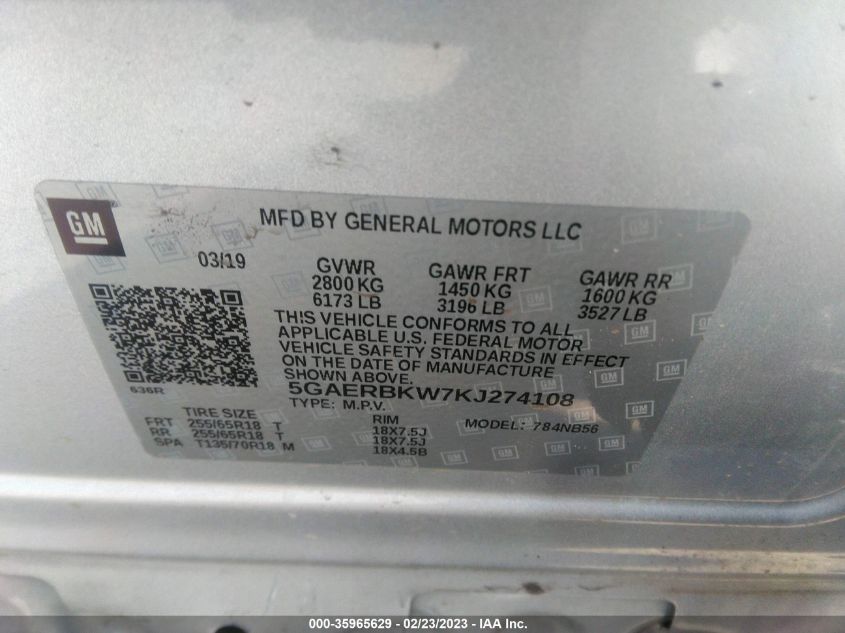 GM
MFD BY GENERAL MOTORS LLC
03/19
GVWR
2800 KG
6173 LB
GAWR FRT
1450 KG
3196 LB
GAWR RR
1600 KG
3527 LB
THIS VEHICLE CONFORMS TO ALL
APPLICABLE U.S. FEDERAL MOTOR
VEHICLE SAFETY STANDARDS IN EFFECT
ON THE DATE OF MANUFACTURE
SHOWN ABOVE.
636R
5GAERBKW7KJ274108
TYPE: M.P.V.
MODEL: 784NB56
TIRE SIZE RIM
FRT 255/65R18 T 18X7.5J
RR 255/65R18 T 18X7.5J
SPA T135/70R18 M 18X4.5B
000-35965629 - 02/23/2023 - IAA Inc.